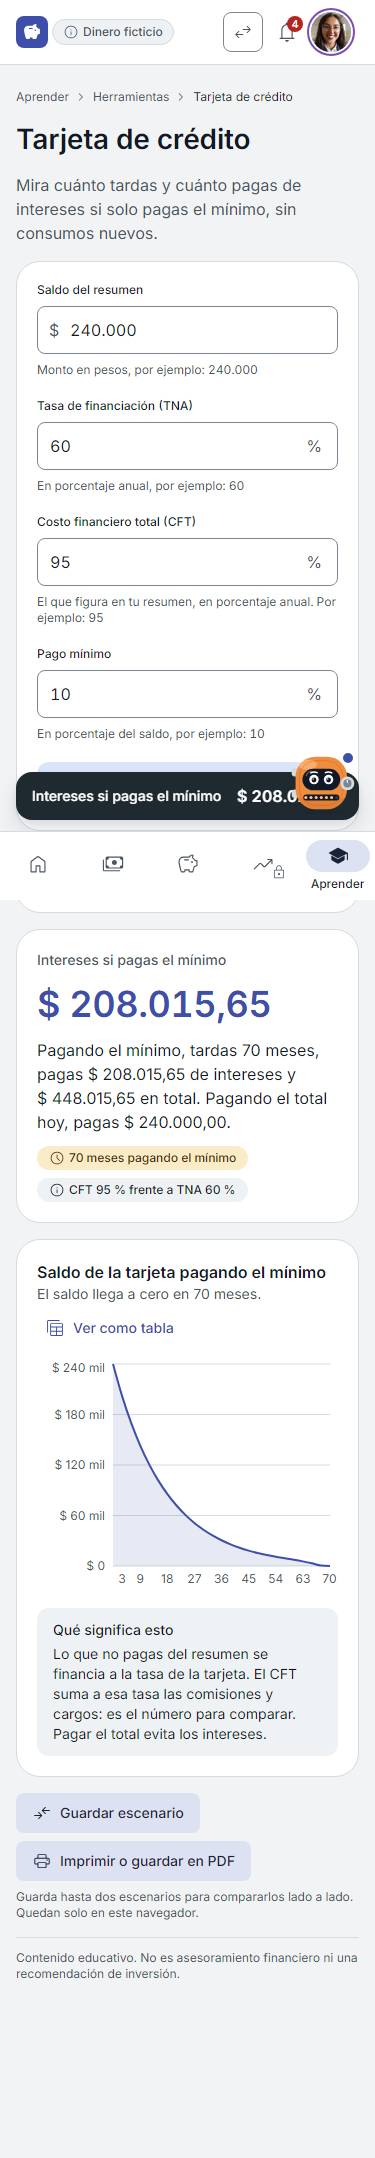 Dinero ficticio
4
Aprender > Herramientas > Tarjeta de crédito
Tarjeta de crédito
Mira cuánto tardas y cuánto pagas de
intereses si solo pagas el mínimo, sin
consumos nuevos.
Saldo del resumen
$ 240.000
Monto en pesos, por ejemplo: 240.000
Tasa de financiación (TNA)
60 %
En porcentaje anual, por ejemplo: 60
Costo financiero total (CFT)
95 %
El que figura en tu resumen, en porcentaje anual. Por
ejemplo: 95
Pago mínimo
10 %
En porcentaje del saldo, por ejemplo: 10
Intereses si pagas el mínimo $ 208.0
Aprender
Intereses si pagas el mínimo
$ 208.015,65
Pagando el mínimo, tardas 70 meses,
pagas $ 208.015,65 de intereses y
$ 448.015,65 en total. Pagando el total
hoy, pagas $ 240.000,00.
70 meses pagando el mínimo
CFT 95 % frente a TNA 60 %
Saldo de la tarjeta pagando el mínimo
El saldo llega a cero en 70 meses.
Ver como tabla
$ 240 mil
$ 180 mil
$ 120 mil
$ 60 mil
$ 0
3 9 18 27 36 45 54 63 70
Qué significa esto
Lo que no pagas del resumen se
financia a la tasa de la tarjeta. El CFT
suma a esa tasa las comisiones y
cargos: es el número para comparar.
Pagar el total evita los intereses.
Guardar escenario
Imprimir o guardar en PDF
Guarda hasta dos escenarios para compararlos lado a lado.
Quedan solo en este navegador.
Contenido educativo. No es asesoramiento financiero ni una
recomendación de inversión.